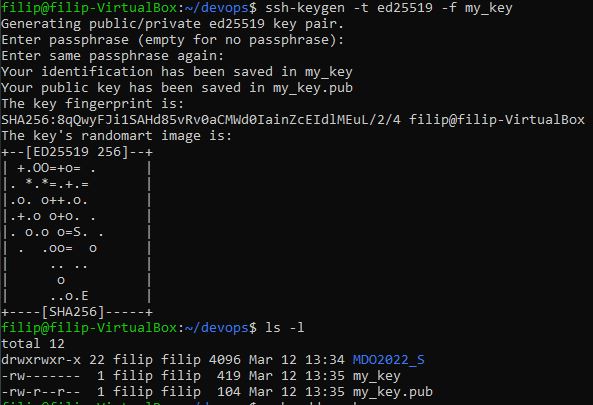 filip@filip-VirtualBox:~/devops$ ssh-keygen -t ed25519 -f my_key
Generating public/private ed25519 key pair.
Enter passphrase (empty for no passphrase):
Enter same passphrase again:
Your identification has been saved in my_key
Your public key has been saved in my_key.pub
The key fingerprint is:
SHA256:8qQwyFJi1SAHd85vRv0aCMWd0IainZcEIdlMEuL/2/4 filip@filip-VirtualBox
The key's randomart image is:
+--[ED25519 256]--+
| +.OO=+o= .      |
|. *.*=.+.=       |
|.o. o++.o.       |
|.+.o o+o. .      |
|. o.o o=S. .     |
| .  .oo=  o      |
|     .. ..       |
|      o          |
|     ..o.E       |
+----[SHA256]-----+
filip@filip-VirtualBox:~/devops$ ls -l
total 12
drwxrwxr-x 22 filip filip 4096 Mar 12 13:34 MDO2022_S
-rw-------  1 filip filip  419 Mar 12 13:35 my_key
-rw-r--r--  1 filip filip  104 Mar 12 13:35 my_key.pub